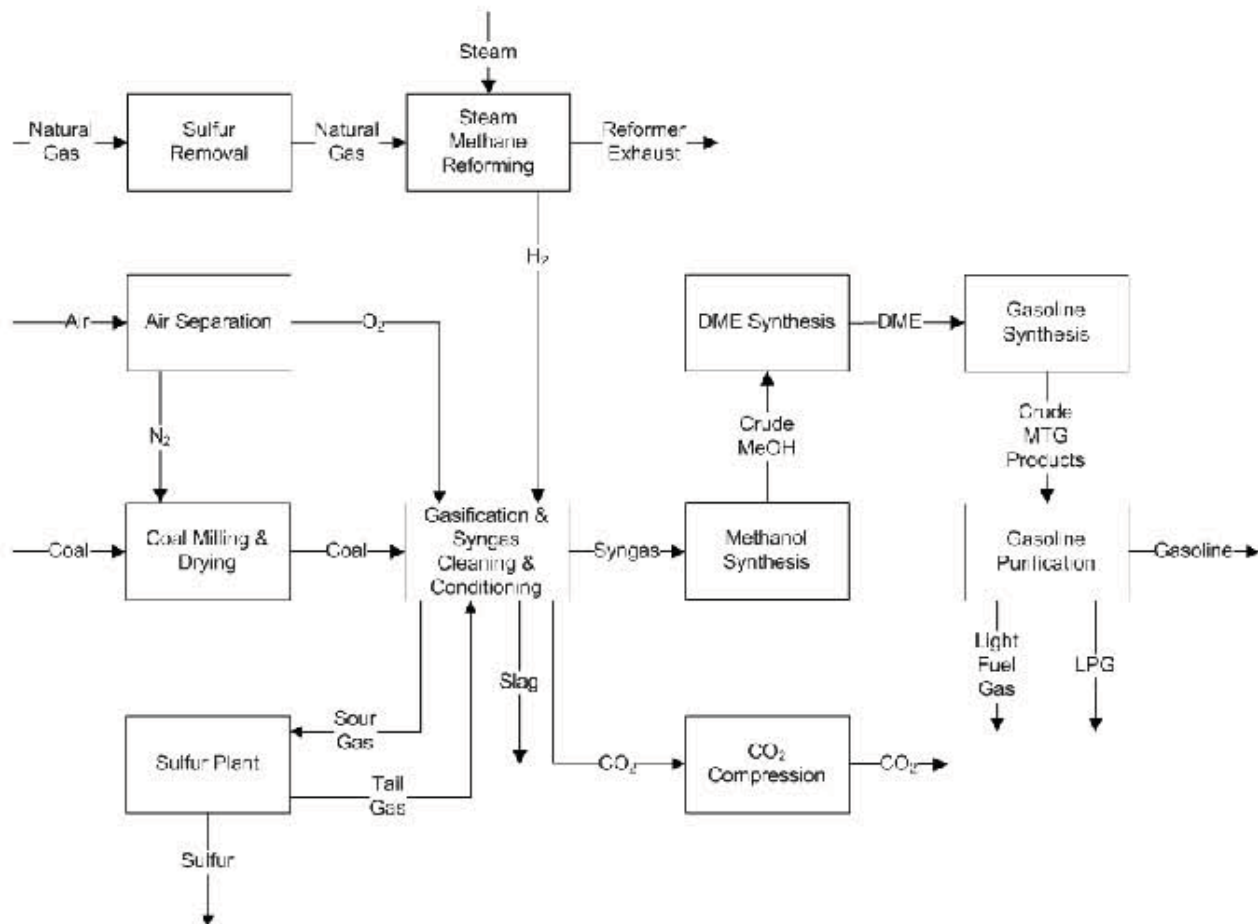 Steam
Natural
Gas
Sulfur
Removal
Natural
Gas
Steam
Methane
Reforming
Reformer
Exhaust
H₂
Air
Air Separation
O₂
DME Synthesis
DME
Gasoline
Synthesis
N₂
Crude
MeOH
Crude
MTG
Products
Coal
Coal Milling &
Drying
Coal
Gasification &
Syngas
Cleaning &
Conditioning
Syngas
Methanol
Synthesis
Gasoline
Purification
Gasoline
Slag
Light
Fuel
Gas
LPG
Sour
Gas
Sulfur Plant
Tail
Gas
CO₂
CO₂
Compression
CO₂
Sulfur